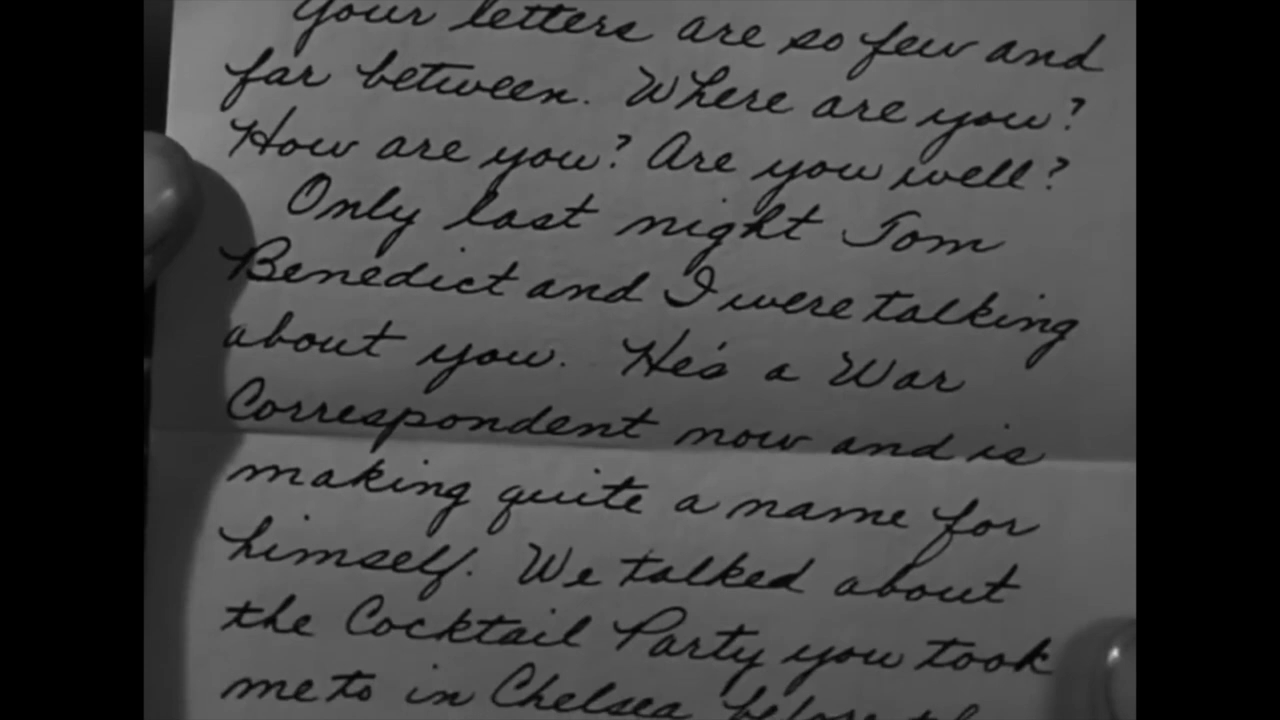 Your letters are so few and
far between. Where are you?
How are you? Are you well?
Only last night Tom
Benedict and I were talking
about you. He's a War
Correspondent now and is
making quite a name for
himself. We talked about
the Cocktail Party you took
me to in Chelsea before